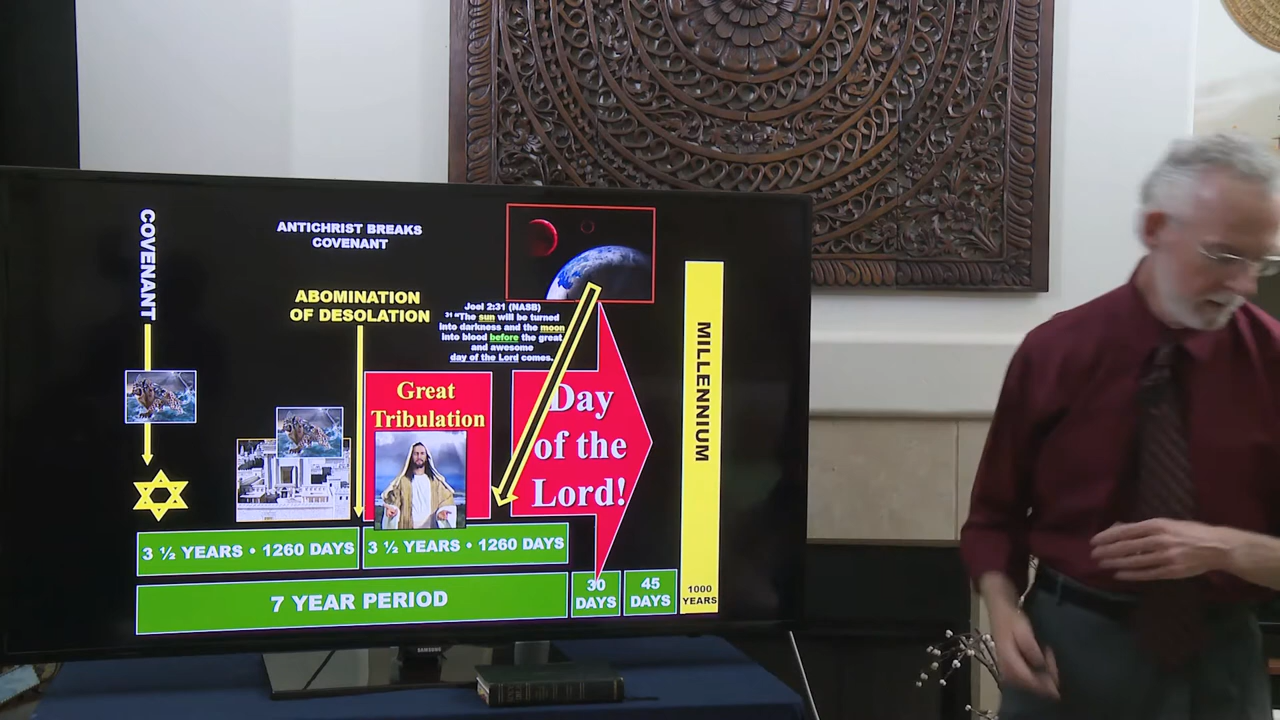 COVENANT
ANTICHRIST BREAKS
COVENANT
ABOMINATION
OF DESOLATION
Joel 2:31 (NASB)
31 “The sun will be turned
into darkness and the moon
into blood before the great
and awesome
day of the Lord comes.
Great
Tribulation
Day
of the
Lord!
MILLENNIUM
3 ½ YEARS • 1260 DAYS
3 ½ YEARS • 1260 DAYS
7 YEAR PERIOD
30
DAYS
45
DAYS
1000
YEARS
SAMSUNG